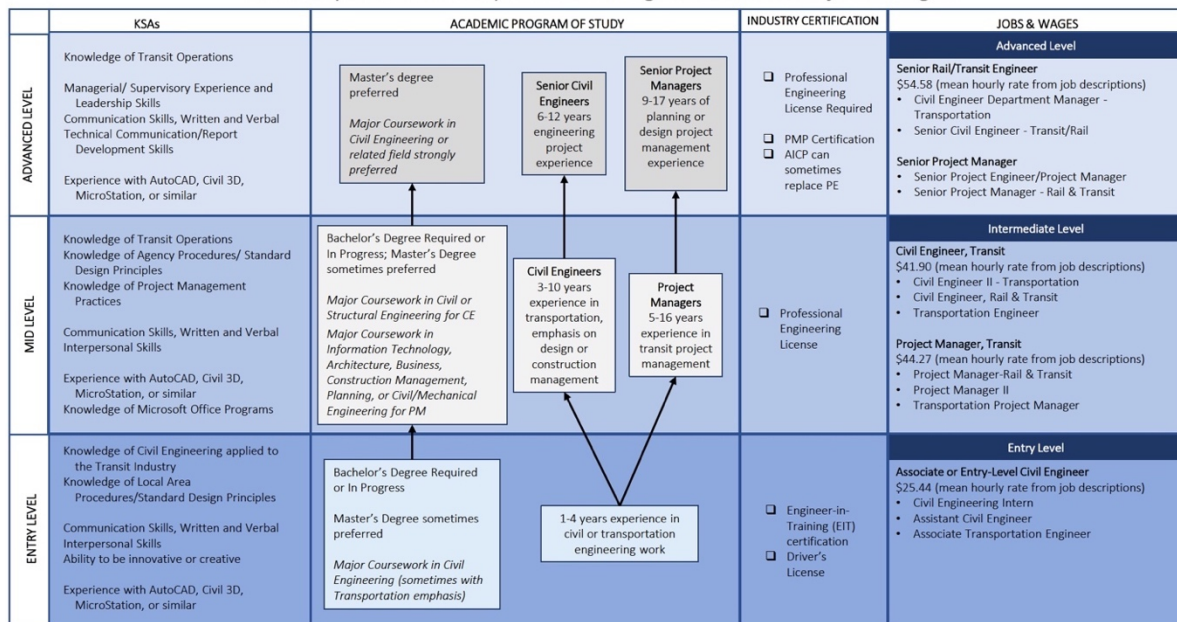 KSAs
ACADEMIC PROGRAM OF STUDY
INDUSTRY CERTIFICATION
JOBS & WAGES
ADVANCED LEVEL
Knowledge of Transit Operations
Managerial/ Supervisory Experience and
Leadership Skills
Communication Skills, Written and Verbal
Technical Communication/Report
Development Skills
Experience with AutoCAD, Civil 3D,
MicroStation, or similar
Master's degree
preferred
Major Coursework in
Civil Engineering or
related field strongly
preferred
Senior Civil
Engineers
6-12 years
engineering
project
experience
Senior Project
Managers
9-17 years of
planning or
design project
management
experience
❑ Professional
Engineering
License Required
❑ PMP Certification
❑ AICP can
sometimes
replace PE
Advanced Level
Senior Rail/Transit Engineer
$54.58 (mean hourly rate from job descriptions)
• Civil Engineer Department Manager -
Transportation
• Senior Civil Engineer - Transit/Rail
Senior Project Manager
• Senior Project Engineer/Project Manager
• Senior Project Manager - Rail & Transit
MID LEVEL
Knowledge of Transit Operations
Knowledge of Agency Procedures/ Standard
Design Principles
Knowledge of Project Management
Practices
Communication Skills, Written and Verbal
Interpersonal Skills
Experience with AutoCAD, Civil 3D,
MicroStation, or similar
Knowledge of Microsoft Office Programs
Bachelor's Degree Required or
In Progress; Master's Degree
sometimes preferred
Major Coursework in Civil or
Structural Engineering for CE
Major Coursework in
Information Technology,
Architecture, Business,
Construction Management,
Planning, or Civil/Mechanical
Engineering for PM
Civil Engineers
3-10 years
experience in
transportation,
emphasis on
design or
construction
management
Project
Managers
5-16 years
experience in
transit project
management
❑ Professional
Engineering
License
Intermediate Level
Civil Engineer, Transit
$41.90 (mean hourly rate from job descriptions)
• Civil Engineer II - Transportation
• Civil Engineer, Rail & Transit
• Transportation Engineer
Project Manager, Transit
$44.27 (mean hourly rate from job descriptions)
• Project Manager-Rail & Transit
• Project Manager II
• Transportation Project Manager
ENTRY LEVEL
Knowledge of Civil Engineering applied to
the Transit Industry
Knowledge of Local Area
Procedures/Standard Design Principles
Communication Skills, Written and Verbal
Interpersonal Skills
Ability to be innovative or creative
Experience with AutoCAD, Civil 3D,
MicroStation, or similar
Bachelor's Degree Required
or In Progress
Master's Degree sometimes
preferred
Major Coursework in Civil
Engineering (sometimes with
Transportation emphasis)
1-4 years experience in
civil or transportation
engineering work
❑ Engineer-in-
Training (EIT)
certification
❑ Driver's
License
Entry Level
Associate or Entry-Level Civil Engineer
$25.44 (mean hourly rate from job descriptions)
• Civil Engineering Intern
• Assistant Civil Engineer
• Associate Transportation Engineer